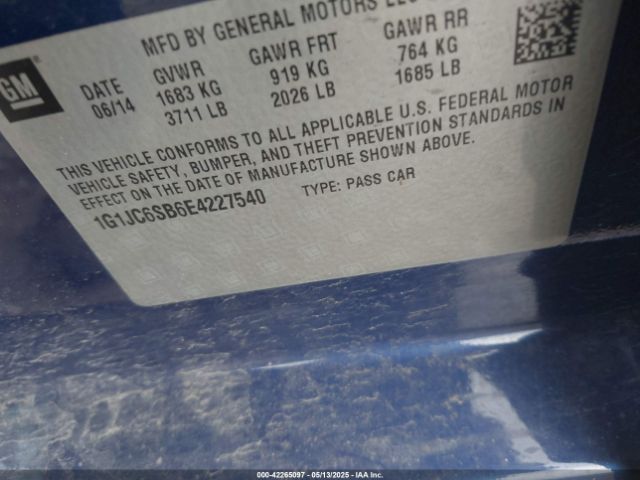 GM
MFD BY GENERAL MOTORS LLC
DATE GVWR GAWR FRT GAWR RR
06/14 1683 KG 919 KG 764 KG
3711 LB 2026 LB 1685 LB
THIS VEHICLE CONFORMS TO ALL APPLICABLE U.S. FEDERAL MOTOR
VEHICLE SAFETY, BUMPER, AND THEFT PREVENTION STANDARDS IN
EFFECT ON THE DATE OF MANUFACTURE SHOWN ABOVE.
1G1JC6SB6E4227540 TYPE: PASS CAR
000-42265097 - 05/13/2025 - IAA Inc.